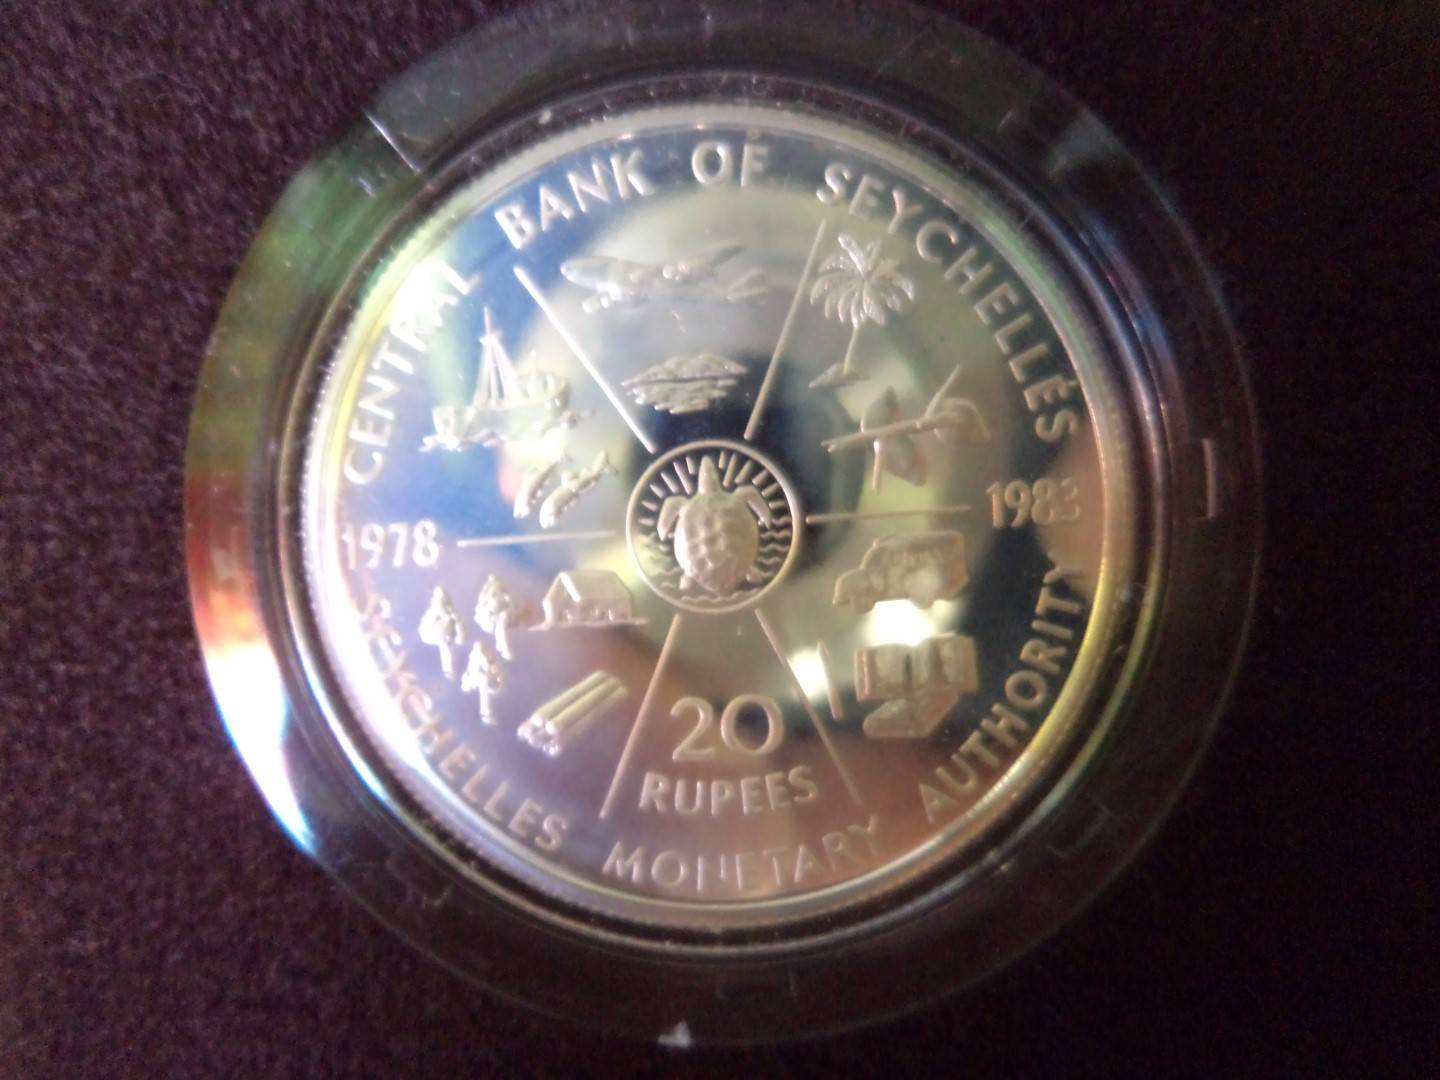 CENTRAL BANK OF SEYCHELLES
1978
1983
20
RUPEES
SEYCHELLES MONETARY AUTHORITY